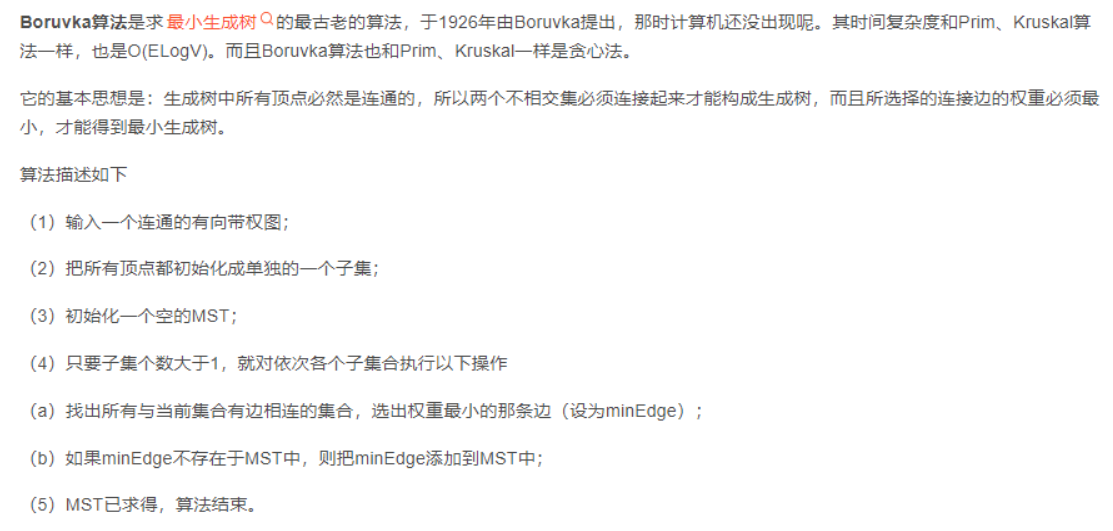 Boruvka算法是求最小生成树的最古老的算法，于1926年由Boruvka提出，那时计算机还没出现呢。其时间复杂度和Prim、Kruskal算
法一样，也是O(ELogV)。而且Boruvka算法也和Prim、Kruskal一样是贪心法。
它的基本思想是：生成树中所有顶点必然是连通的，所以两个不相交集必须连接起来才能构成生成树，而且所选择的连接边的权重必须最
小，才能得到最小生成树。
算法描述如下
（1）输入一个连通的有向带权图；
（2）把所有顶点都初始化成单独的一个子集；
（3）初始化一个空的MST；
（4）只要子集个数大于1，就对依次各个子集合执行以下操作
（a）找出所有与当前集合有边相连的集合，选出权重最小的那条边（设为minEdge）；
（b）如果minEdge不存在于MST中，则把minEdge添加到MST中；
（5）MST已求得，算法结束。